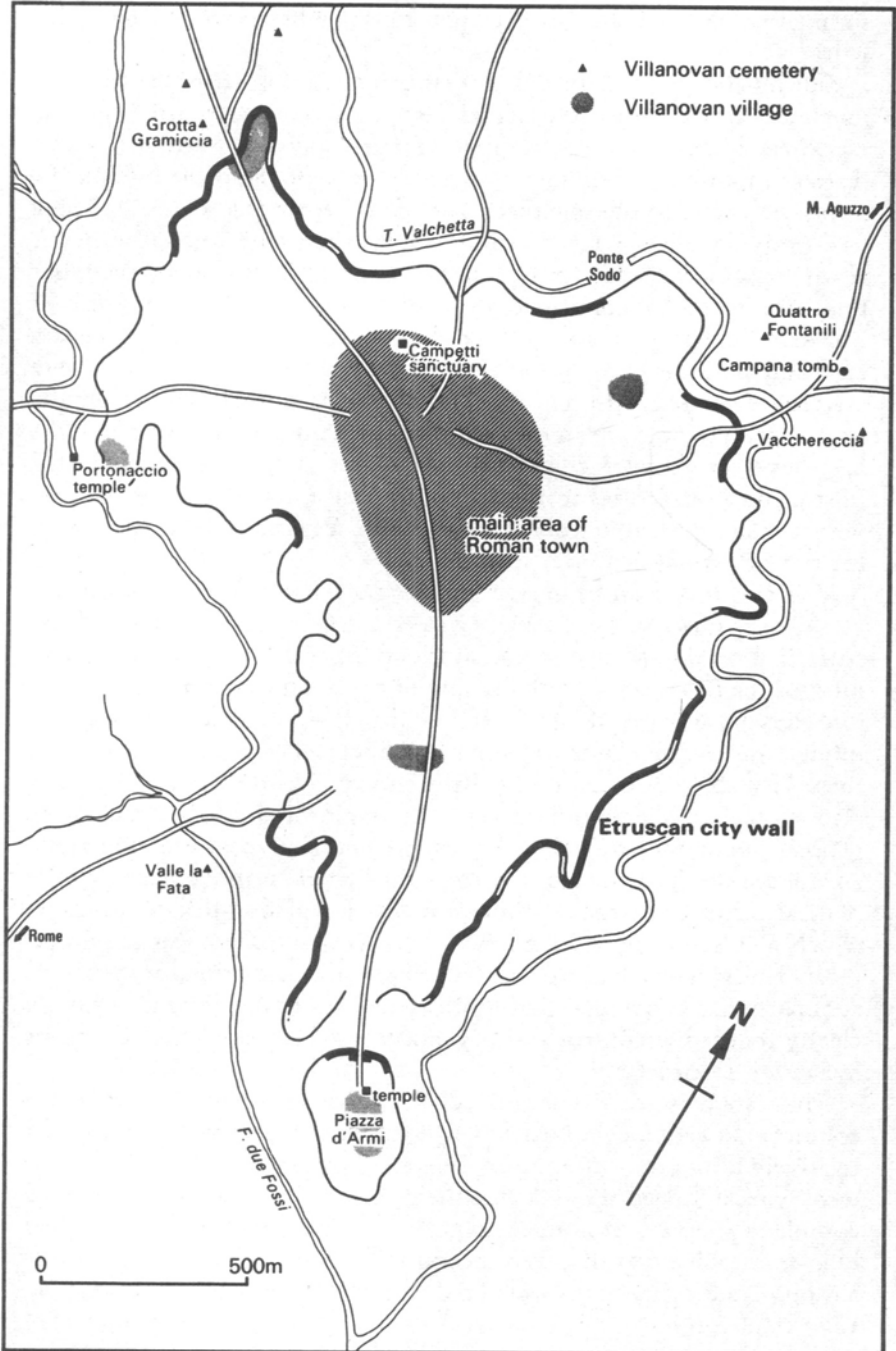 Villanovan cemetery
Villanovan village
Grotta
Gramiccia
M. Aguzzo
T. Valchetta
Ponte
Sodo
Quattro
Fontanili
Campetti
sanctuary
Campana tomb
Vacchereccia
Portonaccio
temple
main area of
Roman town
Etruscan city wall
Valle la
Fata
Rome
N
temple
Piazza
d'Armi
F. due Fossi
0 500m